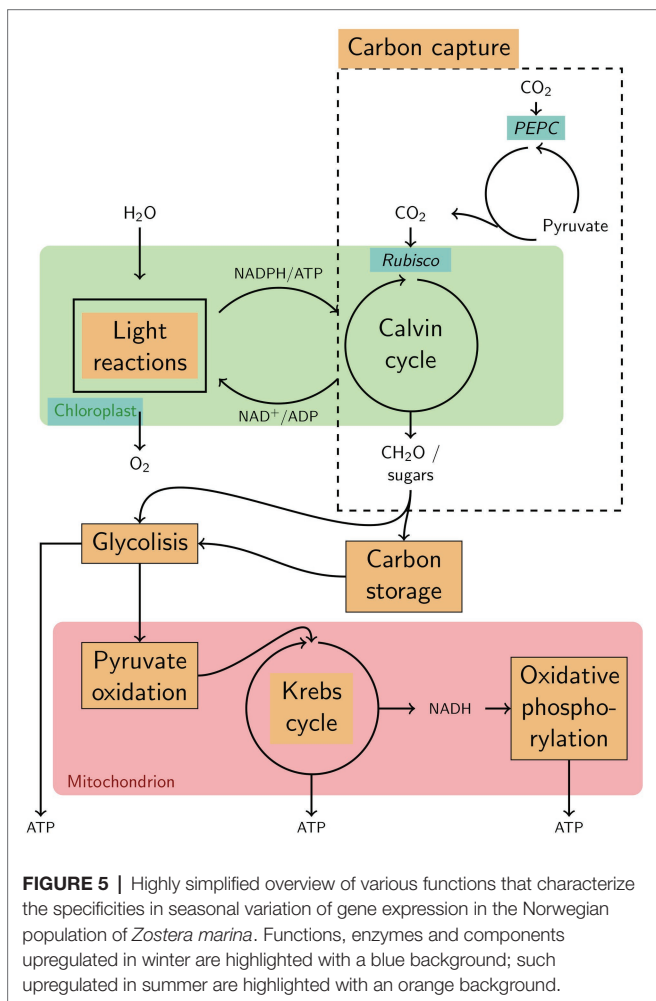 Carbon capture
CO2
PEPC
Pyruvate
H2O
CO2
Rubisco
NADPH/ATP
Light
reactions
Calvin
cycle
NAD+/ADP
Chloroplast
O2
CH2O /
sugars
Glycolisis
Carbon
storage
Pyruvate
oxidation
Krebs
cycle
NADH
Oxidative
phospho-
rylation
Mitochondrion
ATP
ATP
ATP
FIGURE 5 | Highly simplified overview of various functions that characterize
the specificities in seasonal variation of gene expression in the Norwegian
population of Zostera marina. Functions, enzymes and components
upregulated in winter are highlighted with a blue background; such
upregulated in summer are highlighted with an orange background.